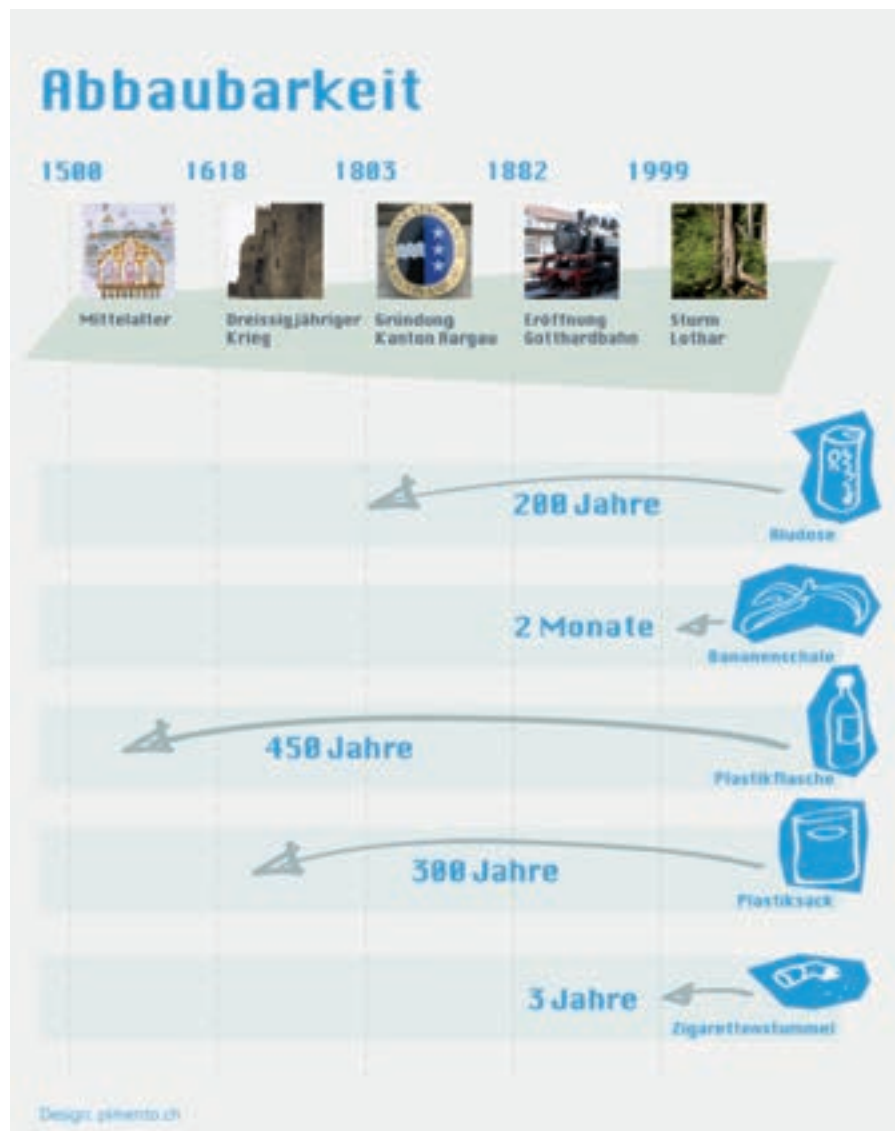 Abbaubarkeit
1500 1618 1803 1882 1999
Mittelalter
Dreissigjähriger
Krieg
Gründung
Kanton Aargau
Eröffnung
Gotthardbahn
Sturm
Lothar
200 Jahre
Aludose
2 Monate
Bananenschale
450 Jahre
Plastikflasche
300 Jahre
Plastiksack
3 Jahre
Zigarettenstummel
Design: pimento.ch